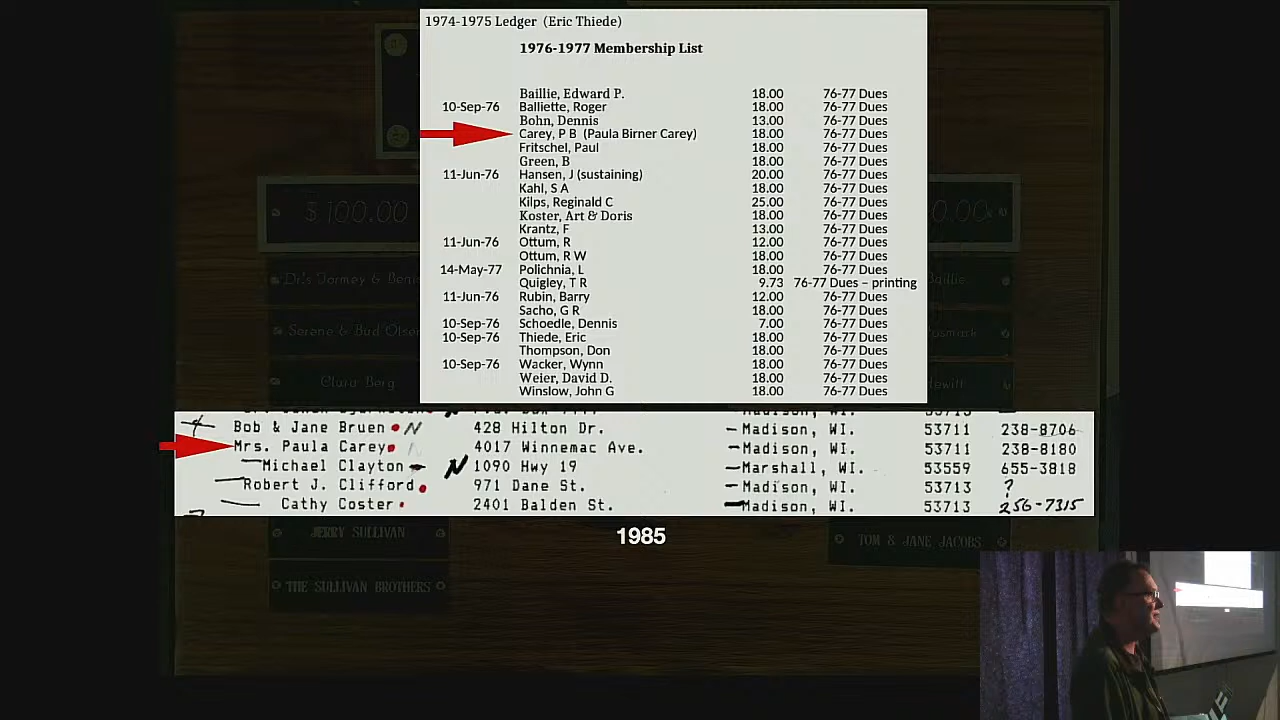 1974-1975 Ledger (Eric Thiede)
1976-1977 Membership List
Baillie, Edward P. 18.00 76-77 Dues
10-Sep-76 Balliette, Roger 18.00 76-77 Dues
Bohn, Dennis 13.00 76-77 Dues
Carey, P B (Paula Birner Carey) 18.00 76-77 Dues
Fritschel, Paul 18.00 76-77 Dues
Green, B 18.00 76-77 Dues
11-Jun-76 Hansen, J (sustaining) 20.00 76-77 Dues
Kahl, S A 18.00 76-77 Dues
Kilps, Reginald C 25.00 76-77 Dues
Koster, Art & Doris 18.00 76-77 Dues
Krantz, F 13.00 76-77 Dues
11-Jun-76 Ottum, R 12.00 76-77 Dues
Ottum, R W 18.00 76-77 Dues
14-May-77 Polichnia, L 18.00 76-77 Dues
Quigley, T R 9.73 76-77 Dues – printing
11-Jun-76 Rubin, Barry 12.00 76-77 Dues
Sacho, G R 18.00 76-77 Dues
10-Sep-76 Schoedle, Dennis 7.00 76-77 Dues
10-Sep-76 Thiede, Eric 18.00 76-77 Dues
Thompson, Don 18.00 76-77 Dues
10-Sep-76 Wacker, Wynn 18.00 76-77 Dues
Weier, David D. 18.00 76-77 Dues
Winslow, John G 18.00 76-77 Dues
$100.00
Serene & Bud Olse
Clara Berg
Bob & Jane Bruen N 428 Hilton Dr. Madison, WI. 53711 238-8706
Mrs. Paula Carey 4017 Winnemac Ave. Madison, WI. 53711 238-8180
Michael Clayton N 1090 Hwy 19 Marshall, WI. 53559 655-3818
Robert J. Clifford 971 Dane St. Madison, WI. 53713 ?
Cathy Coster 2401 Balden St. Madison, WI. 53713 256-7315
1985
JERRY SULLIVAN
TOM & JANE JACOBS
THE SULLIVAN BROTHERS